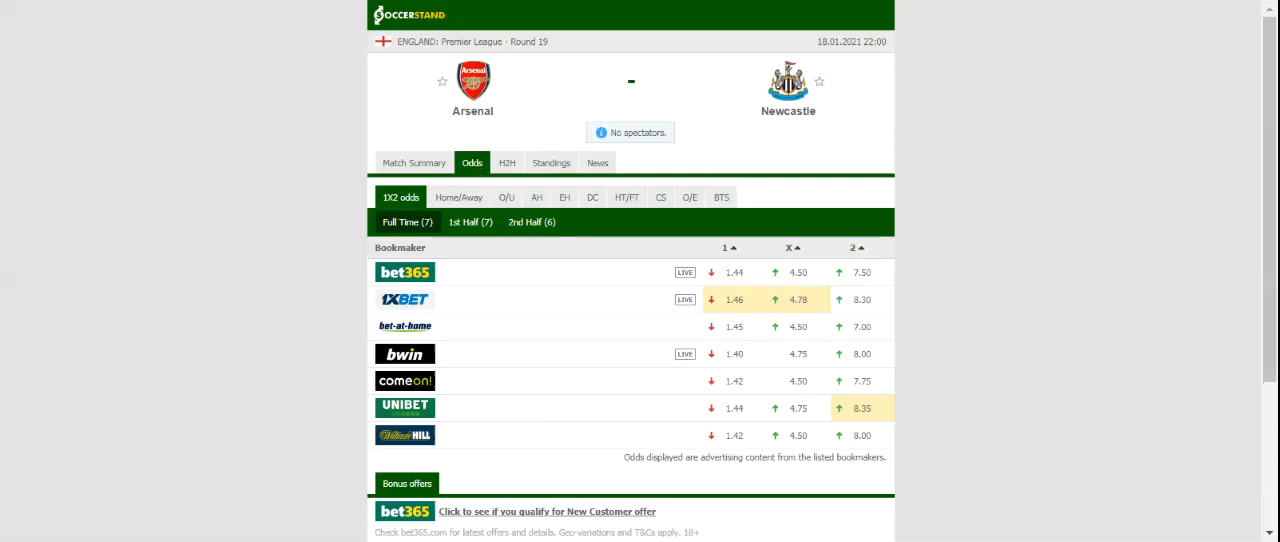 SOCCERSTAND
ENGLAND: Premier League - Round 19 18.01.2021 22:00
Arsenal
-
Arsenal Newcastle
No spectators.
Match Summary Odds H2H Standings News
1X2 odds Home/Away O/U AH EH DC HT/FT CS O/E BTS
Full Time (7) 1st Half (7) 2nd Half (6)
Bookmaker 1 X 2
bet365 LIVE 1.44 4.50 7.50
1XBET LIVE 1.46 4.78 8.30
bet-at-home 1.45 4.50 7.00
bwin LIVE 1.40 4.75 8.00
comeon! 1.42 4.50 7.75
UNIBET 1.44 4.75 8.35
William HILL 1.42 4.50 8.00
Odds displayed are advertising content from the listed bookmakers.
Bonus offers
bet365 Click to see if you qualify for New Customer offer
Check bet365.com for latest offers and details. Geo-variations and T&Cs apply. 18+